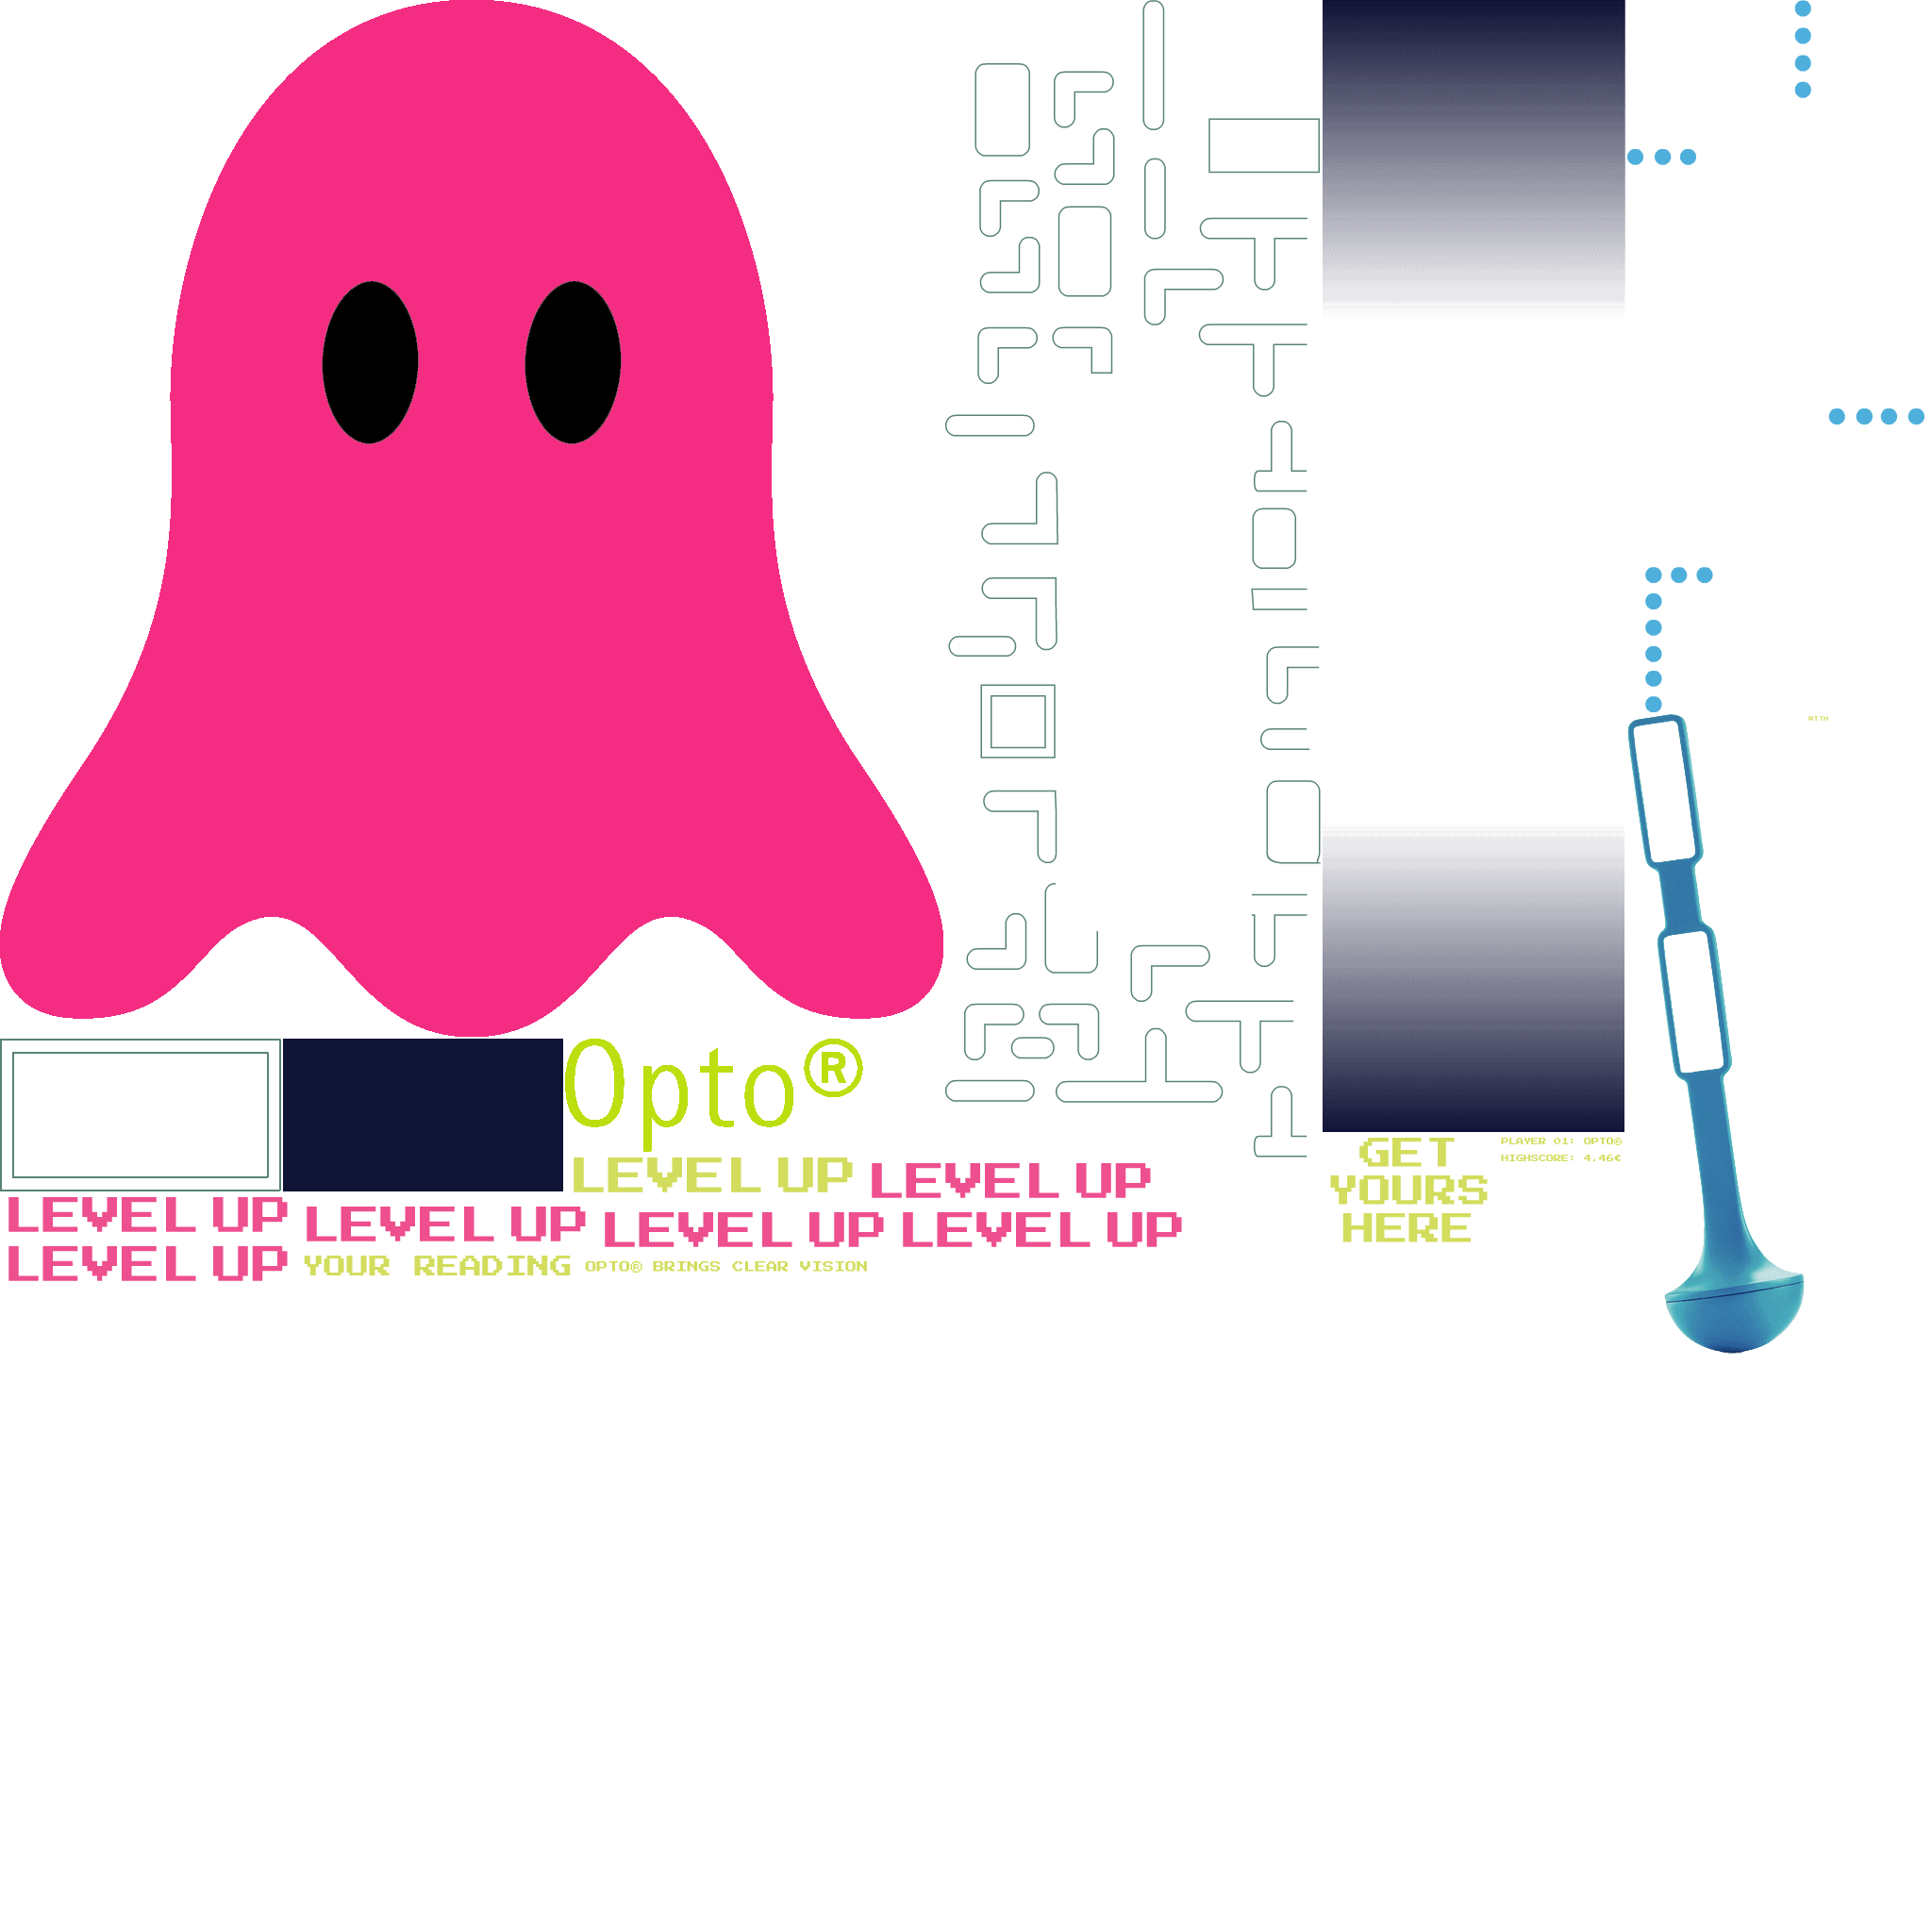 WITH
Opto®
GET
YOURS
HERE
PLAYER 01: OPTO®
HIGHSCORE: 4.46€
LEVEL UP
LEVEL UP
LEVEL UP
LEVEL UP
LEVEL UP
LEVEL UP
LEVEL UP
YOUR READING
OPTO® BRINGS CLEAR VISION